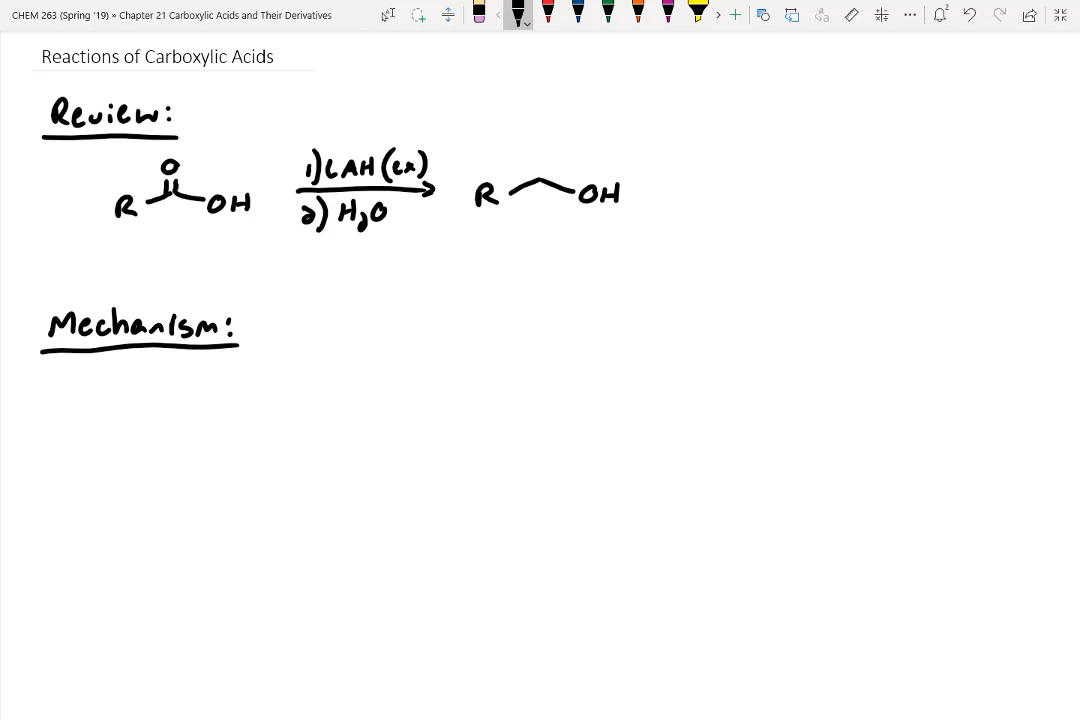 CHEM 263 (Spring '19) » Chapter 21 Carboxylic Acids and Their Derivatives
2
Reactions of Carboxylic Acids
Review:
O
R OH
1) LAH (ex)
2) H₂O
R OH
Mechanism: